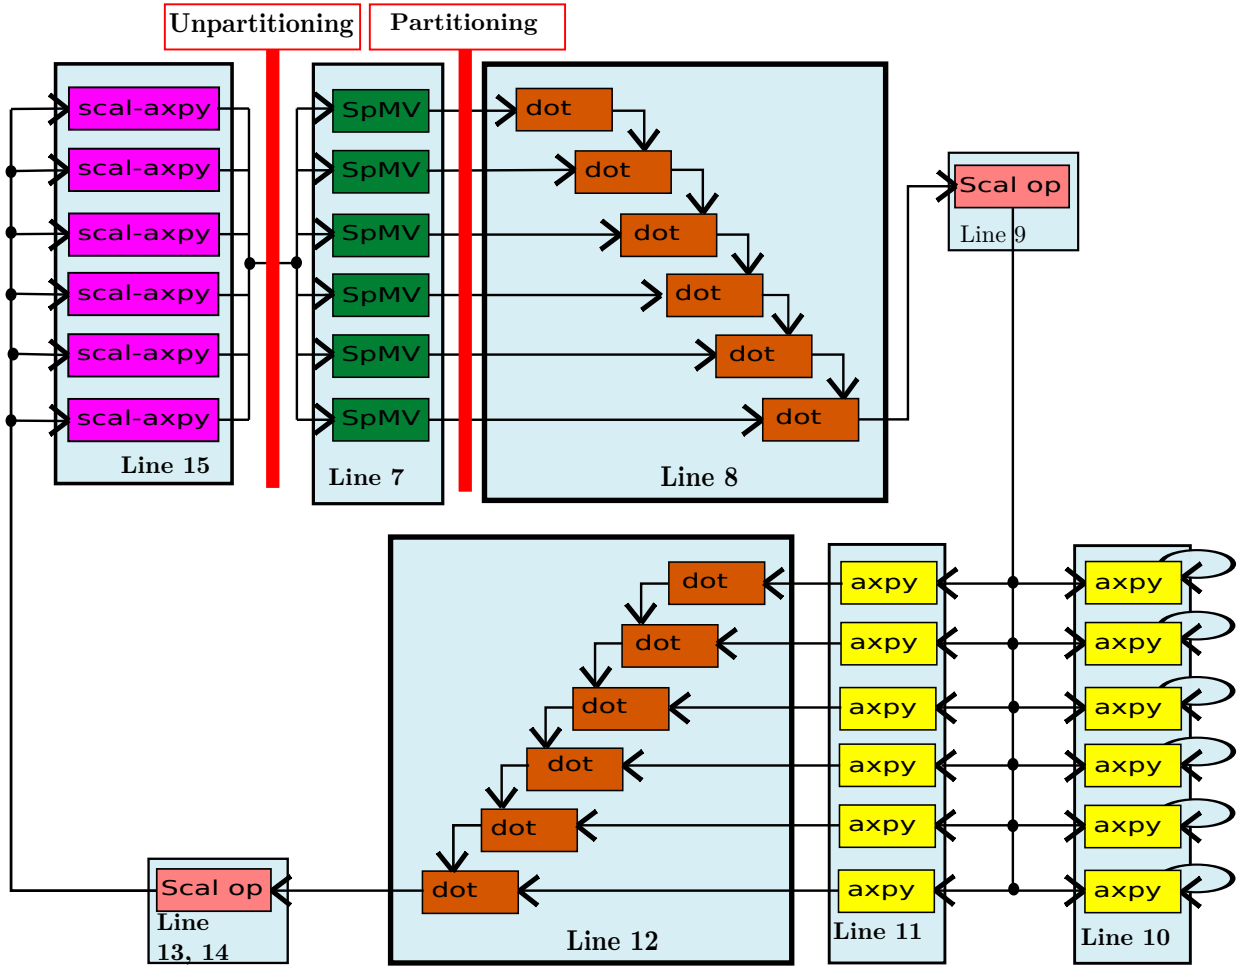 Unpartitioning
Partitioning
scal-axpy
scal-axpy
scal-axpy
scal-axpy
scal-axpy
scal-axpy
Line 15
SpMV
SpMV
SpMV
SpMV
SpMV
SpMV
Line 7
dot
dot
dot
dot
dot
dot
Line 8
Scal op
Line 9
dot
dot
dot
dot
dot
dot
Line 12
axpy
axpy
axpy
axpy
axpy
axpy
Line 11
axpy
axpy
axpy
axpy
axpy
axpy
Line 10
Scal op
Line
13, 14